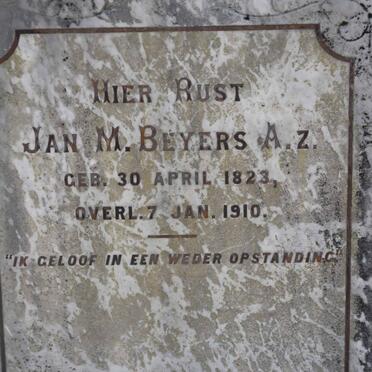 HIER RUST
JAN M. BEYERS A.Z.
GEB. 30 APRIL 1823,
OVERL. 7 JAN. 1910.
"IK GELOOF IN EEN WEDER OPSTANDING."